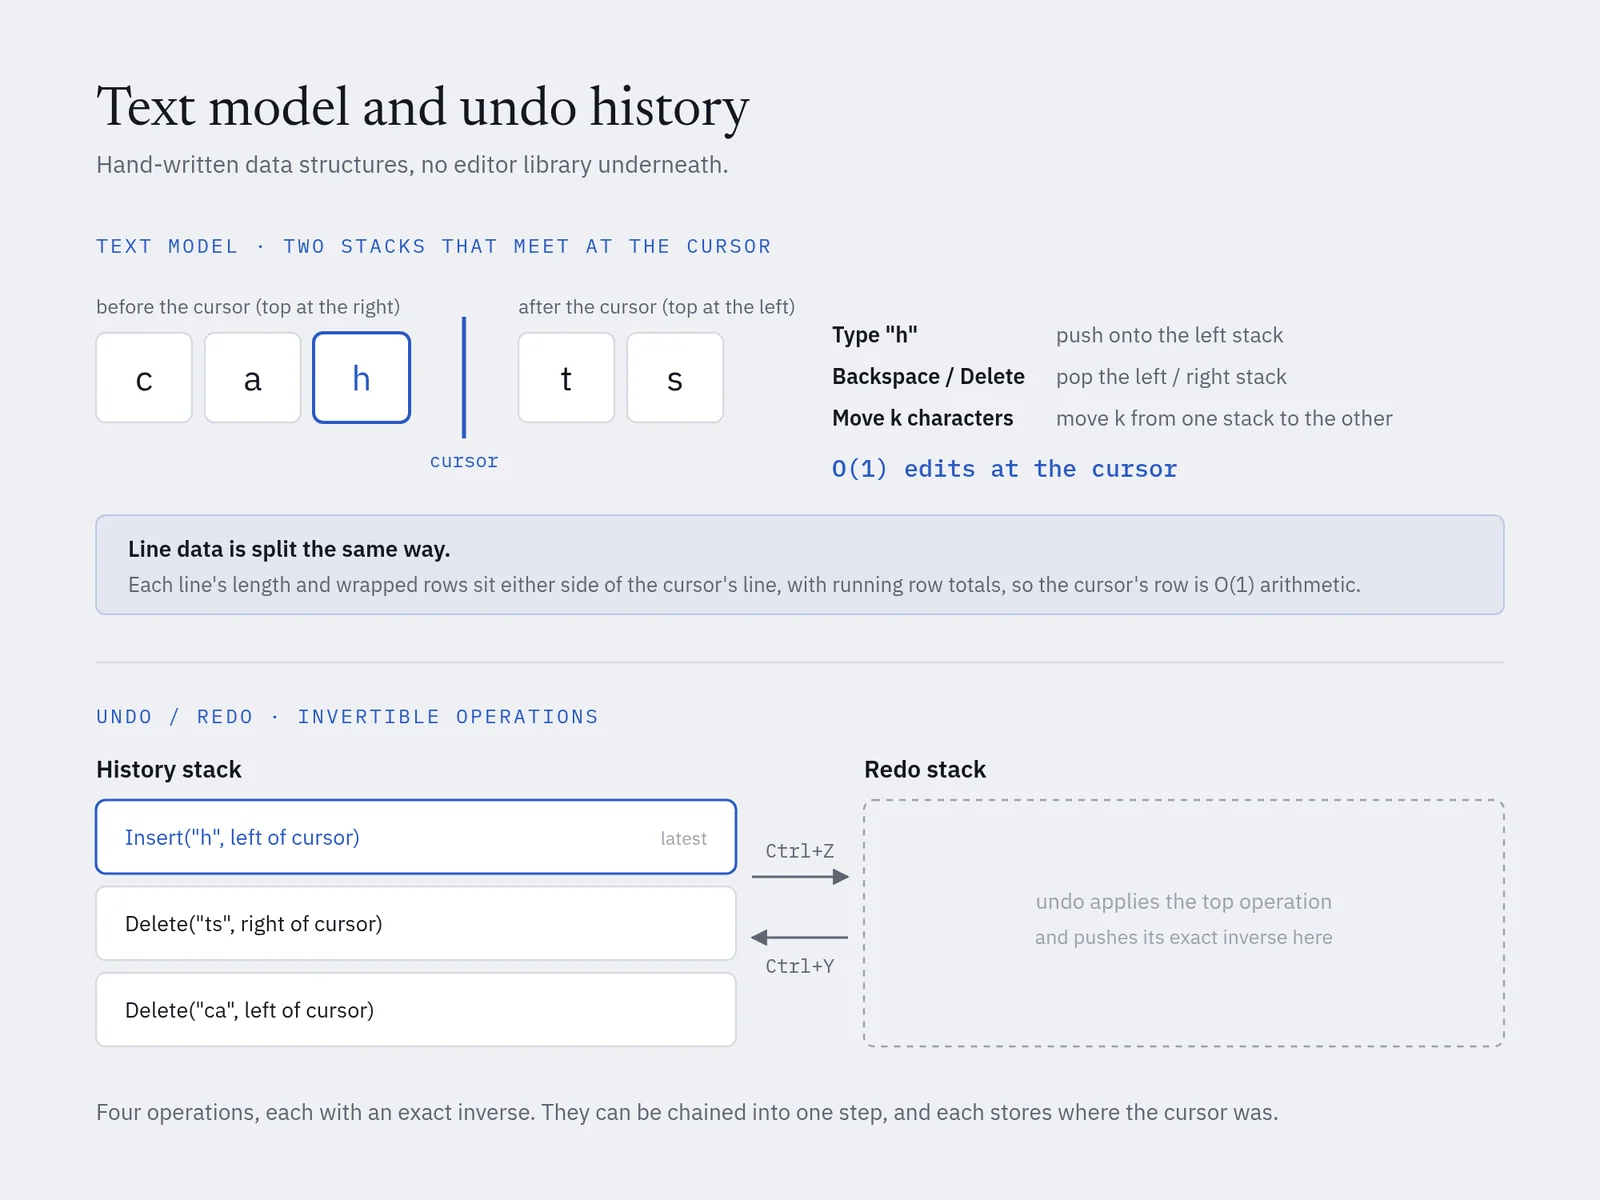 Text model and undo history
Hand-written data structures, no editor library underneath.
TEXT MODEL · TWO STACKS THAT MEET AT THE CURSOR
before the cursor (top at the right)
after the cursor (top at the left)
c a h
t s
cursor
Type "h" push onto the left stack
Backspace / Delete pop the left / right stack
Move k characters move k from one stack to the other
O(1) edits at the cursor
Line data is split the same way.
Each line's length and wrapped rows sit either side of the cursor's line, with running row totals, so the cursor's row is O(1) arithmetic.
UNDO / REDO · INVERTIBLE OPERATIONS
History stack
Insert("h", left of cursor) latest
Delete("ts", right of cursor)
Delete("ca", left of cursor)
Ctrl+Z
Ctrl+Y
Redo stack
undo applies the top operation
and pushes its exact inverse here
Four operations, each with an exact inverse. They can be chained into one step, and each stores where the cursor was.